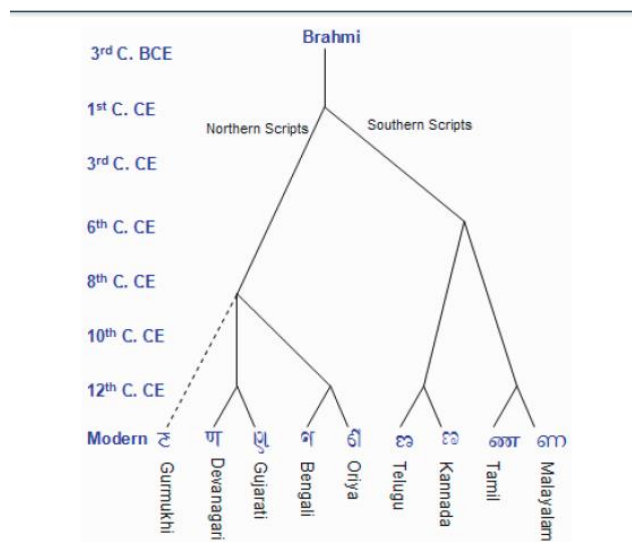 Brahmi
3rd C. BCE
1st C. CE
Northern Scripts
Southern Scripts
3rd C. CE
6th C. CE
8th C. CE
10th C. CE
12th C. CE
Modern ਣ ण ણ ণ ଣ ణ ಣ ண ണ
Gurmukhi
Devanagari
Gujarati
Bengali
Oriya
Telugu
Kannada
Tamil
Malayalam